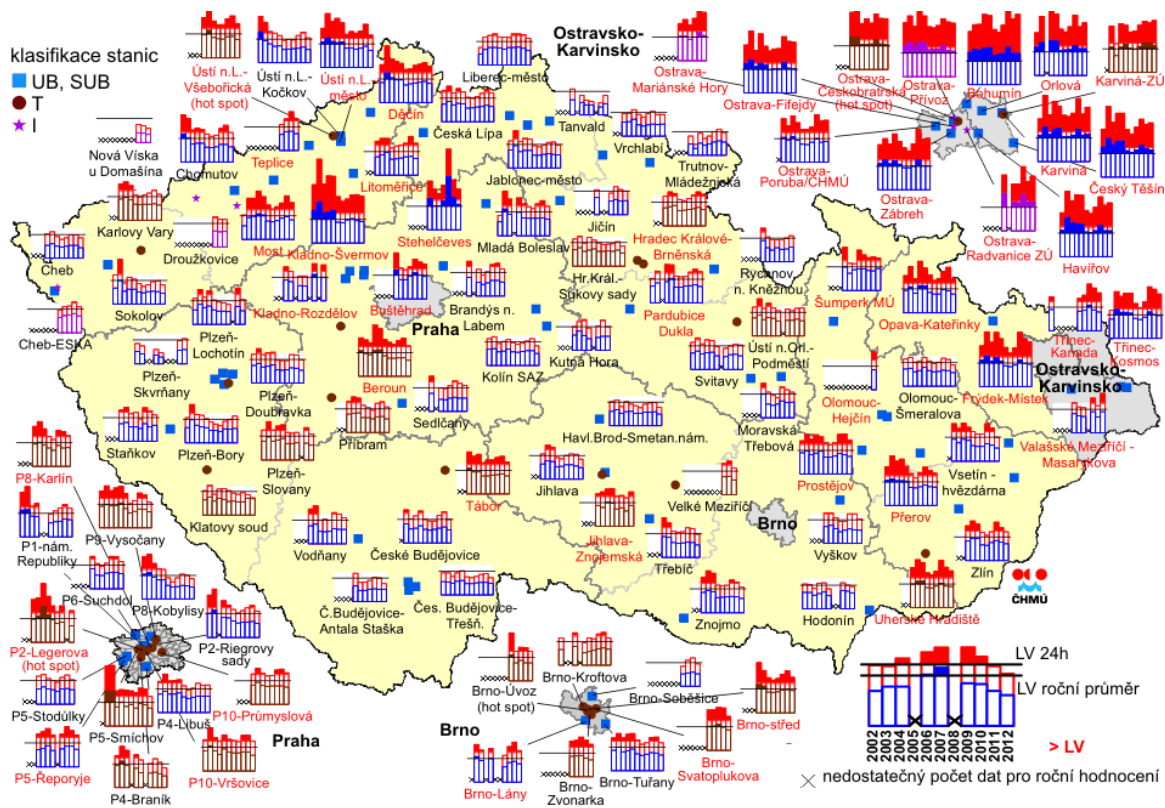 klasifikace stanic
UB, SUB
T
I
Ústí n.L.-
Všebořická
(hot spot)
Ústí n.L.-
Kočkov
Ústí n.L.-
město
Děčín
Liberec-město
Ostravsko-
Karvinsko
Ostrava-
Mariánské Hory
Ostrava-Fifejdy
Ostrava-
Českobratrská
(hot spot)
Ostrava-
Přívoz
Bohumín
Orlová
Karviná-ZÚ
Nová Víska
u Domašína
Chomutov
Teplice
Litoměřice
Česká Lípa
Jablonec-město
Tanvald
Vrchlabí
Trutnov-
Mládežnická
Ostrava-
Poruba/CHMÚ
Ostrava-
Zábřeh
Ostrava-
Radvanice ZÚ
Havířov
Karviná
Český Těšín
Karlovy Vary
Droužkovice
Most
Kladno-Švermov
Stehelčeves
Mladá Boleslav
Jičín
Hradec Králové-
Brněnská
Cheb
Sokolov
Kladno-Rozdělov
Buštěhrad
Praha
Brandýs n.
Labem
Hr.Král.-
Sukovy sady
Pardubice
Dukla
Rychnov
n. Kněžnou
Šumperk MÚ
Opava-Kateřinky
Třinec-
Kanada
Třinec-
Kosmos
Cheb-ESKA
Plzeň-
Lochotín
Plzeň-
Skvrňany
Plzeň-
Doubravka
Beroun
Kolín SAZ
Kutná Hora
Ústí n.Orl.-
Podměstí
Svitavy
Olomouc-
Hejčín
Olomouc-
Šmeralova
Frýdek-Místek
Ostravsko-
Karvinsko
Staňkov
Plzeň-Bory
Plzeň-
Slovany
Příbram
Sedlčany
Havl.Brod-Smetan.nám.
Moravská
Třebová
Valašské Meziříčí -
Masarykova
P8-Karlín
Klatovy soud
Tábor
Jihlava
Velké Meziříčí
Prostějov
Přerov
Vsetín -
hvězdárna
P1-nám.
Republiky
P9-Vysočany
Vodňany
České Budějovice
Jihlava-
Znojemská
Třebíč
Brno
Vyškov
Zlín
P6-Suchdol
P8-Kobylisy
Č.Budějovice-
Antala Staška
Čes. Budějovice-
Třešň.
Znojmo
Hodonín
Uherské Hradiště
ČHMÚ
P2-Legerova
(hot spot)
P2-Riegrovy
sady
P5-Stodůlky
P5-Smíchov
P4-Libuš
P10-Průmyslová
P5-Řeporyje
P4-Braník
P10-Vršovice
Praha
Brno-Úvoz
(hot spot)
Brno-Kroftova
Brno-Soběšice
Brno-střed
Brno
Brno-Lány
Brno-
Zvonarka
Brno-Tuřany
Brno-
Svatoplukova
LV 24h
LV roční průměr
2002
2003
2004
2005
2006
2007
2008
2009
2010
2011
2012
> LV
nedostatečný počet dat pro roční hodnocení